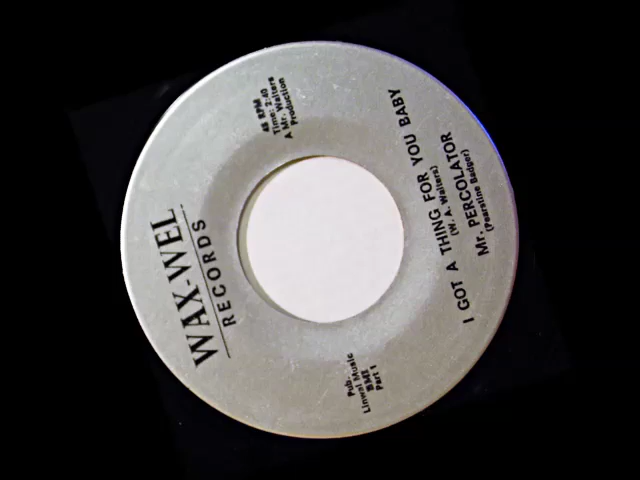 WAX-WEL
RECORDS
Pub.
Linwel Music
BMI
Part 1
45 RPM
Time: 2:40
A Mr. Walters
Production
I GOT A THING FOR YOU BABY
(W. A. Walters)
Mr. PERCOLATOR
(Pearstine Badger)